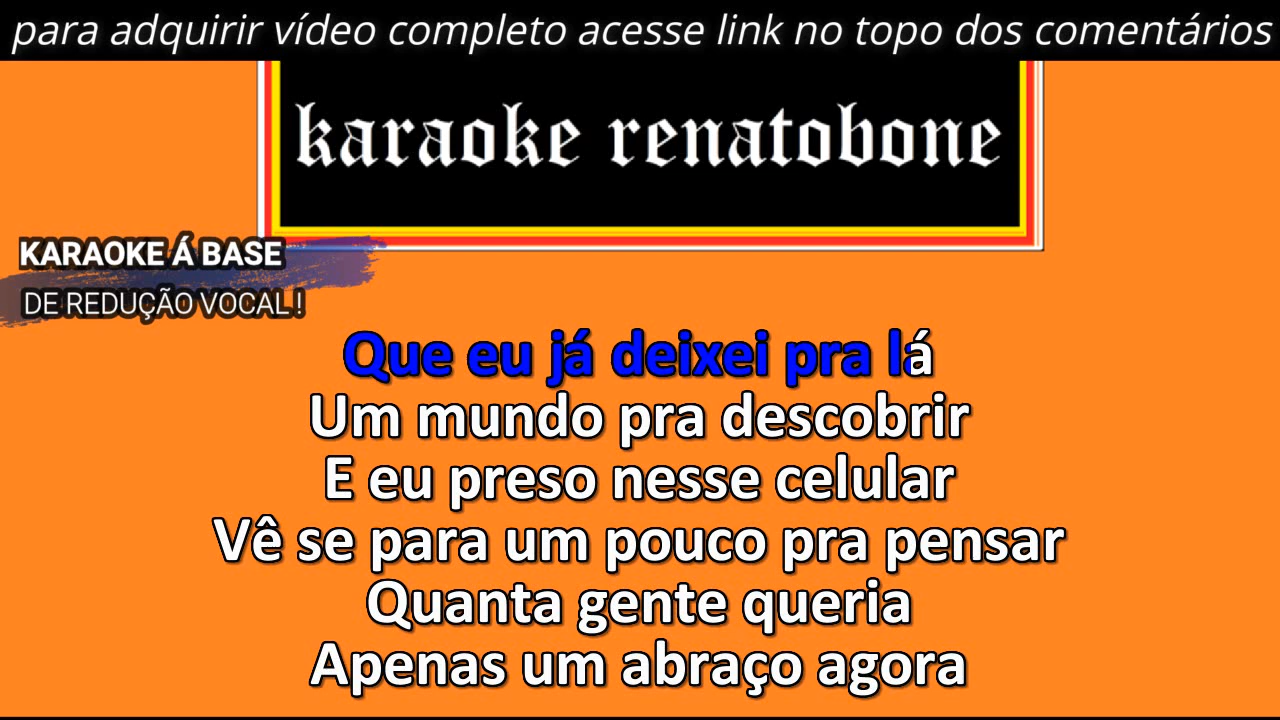 para adquirir vídeo completo acesse link no topo dos comentários
karaoke renatobone
KARAOKE Á BASE
DE REDUÇÃO VOCAL !
Que eu já deixei pra lá
Um mundo pra descobrir
E eu preso nesse celular
Vê se para um pouco pra pensar
Quanta gente queria
Apenas um abraço agora